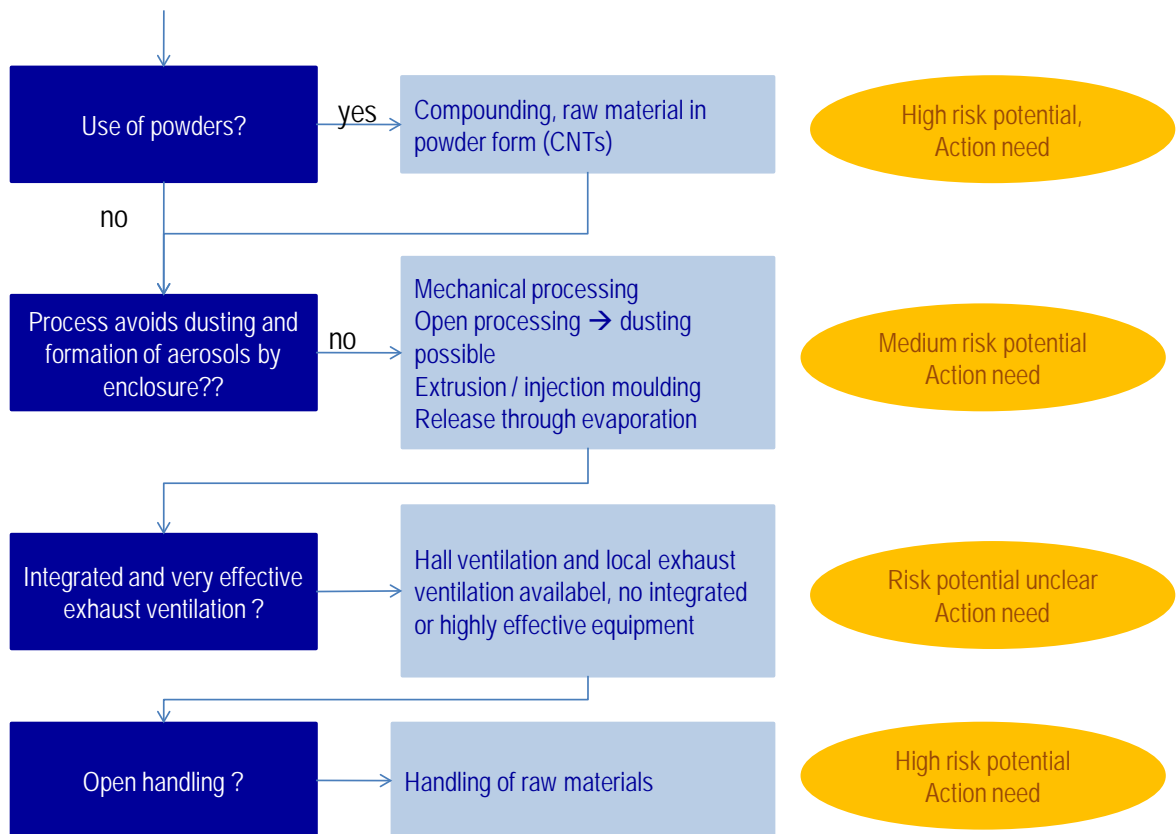 Use of powders?
yes
Compounding, raw material in
powder form (CNTs)
High risk potential,
Action need
no
Process avoids dusting and
formation of aerosols by
enclosure??
no
Mechanical processing
Open processing → dusting
possible
Extrusion / injection moulding
Release through evaporation
Medium risk potential
Action need
Integrated and very effective
exhaust ventilation ?
Hall ventilation and local exhaust
ventilation availabel, no integrated
or highly effective equipment
Risk potential unclear
Action need
Open handling ?
Handling of raw materials
High risk potential
Action need